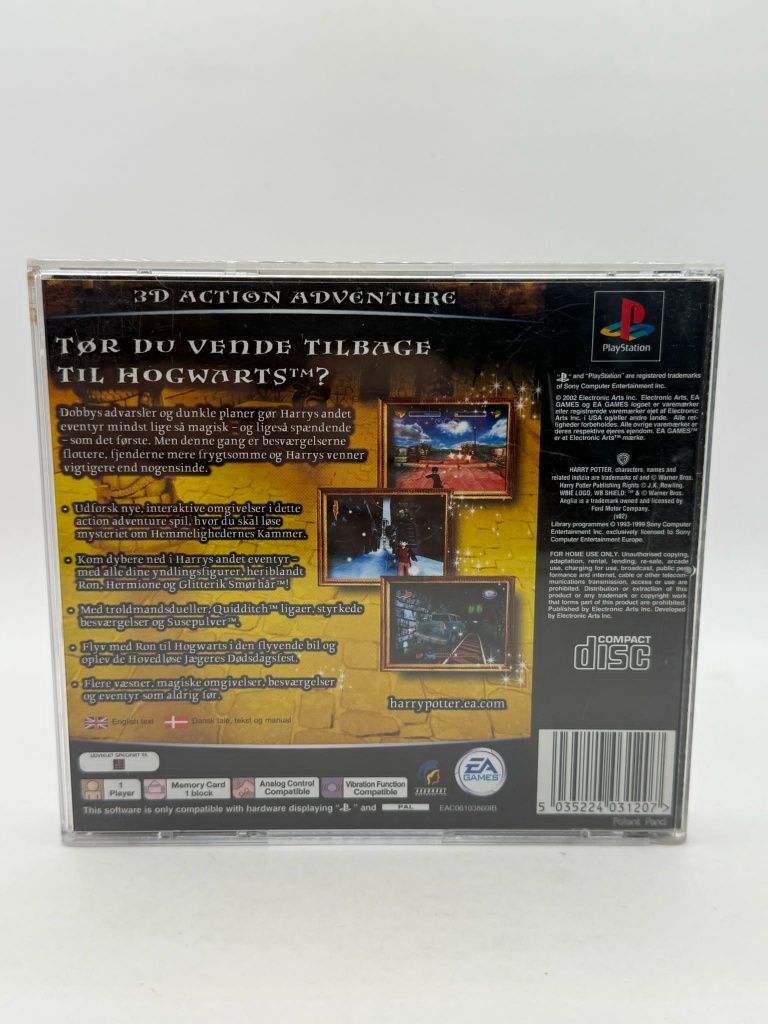 3D ACTION ADVENTURE
TØR DU VENDE TILBAGE
TIL HOGWARTS™?
Dobbys advarsler og dunkle planer gør Harrys andet
eventyr mindst lige så magisk – og ligeså spændende
– som det første. Men denne gang er besværgelserne
flottere, fjenderne mere frygtsomme og Harrys venner
vigtigere end nogensinde.
• Udforsk nye, interaktive omgivelser i dette
action adventure spil, hvor du skal løse
mysteriet om Hemmelighedernes Kammer.
• Kom dybere ned i Harrys andet eventyr –
med alle dine yndlingsfigurer, heriblandt
Ron, Hermione og Glitterik Smørhår™!
• Med troldmandsdueller, Quidditch™ ligaer, styrkede
besværgelser og Susepulver™.
• Flyv med Ron til Hogwarts i den flyvende bil og
oplev de Hovedløse Jægeres Dødsdagsfest.
• Flere væsner, magiske omgivelser, besværgelser
og eventyr som aldrig før.
harrypotter.ea.com
English text
Dansk tale, tekst og manual
UDVIKLET SPECIELT TIL
1
Player
Memory Card
1 block
Analog Control
Compatible
Vibration Function
Compatible
This software is only compatible with hardware displaying "PS" and PAL
EAC06103860IB
ARGONAUT
EA
GAMES
PlayStation
"PS" and "PlayStation" are registered trademarks
of Sony Computer Entertainment Inc.
© 2002 Electronic Arts Inc. Electronic Arts, EA
GAMES og EA GAMES logoet er varemærker
eller registrerede varemærker ejet af Electronic
Arts Inc. i USA og/eller andre lande. Alle ret-
tigheder forbeholdes. Alle øvrige varemærker er
deres respektive ejeres ejendom. EA GAMES™
er et Electronic Arts™ mærke.
HARRY POTTER, characters, names and
related indicia are trademarks of and © Warner Bros.
Harry Potter Publishing Rights © J.K. Rowling.
WBIE LOGO, WB SHIELD: ™ & © Warner Bros.
Anglia is a trademark owned and licensed by
Ford Motor Company.
(s02)
Library programmes © 1993-1999 Sony Computer
Entertainment Inc. exclusively licensed to Sony
Computer Entertainment Europe.
FOR HOME USE ONLY. Unauthorised copying,
adaptation, rental, lending, re-sale, arcade
use, charging for use, broadcast, public per-
formance and internet, cable or other telecom-
munications transmission, access or use are
prohibited. Distribution or extraction of this
product or any trademark or copyright work
that forms part of this product are prohibited.
Published by Electronic Arts Inc. Developed
by Electronic Arts Inc.
COMPACT
disc
5 035224 031207 >
Patent Pend.